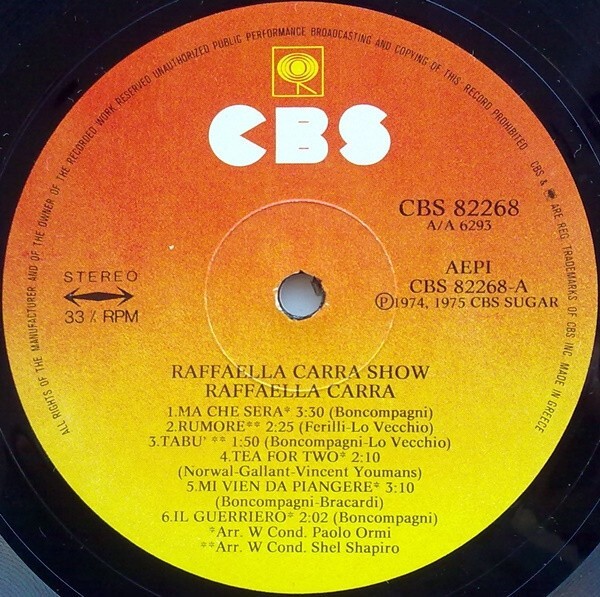 ALL RIGHTS OF THE MANUFACTURER AND OF THE OWNER OF THE RECORDED WORK RESERVED UNAUTHORIZED PUBLIC PERFORMANCE BROADCASTING AND COPYING OF THIS RECORD PROHIBITED. CBS & ARE REG. TRADEMARKS OF CBS INC. MADE IN GREECE
CBS
CBS 82268
A/A 6293
STEREO
33 ⅓ RPM
AEPI
CBS 82268-A
Ⓟ1974, 1975 CBS SUGAR
RAFFAELLA CARRA SHOW
RAFFAELLA CARRA
1.MA CHE SERA* 3:30 (Boncompagni)
2.RUMORE** 2:25 (Ferilli-Lo Vecchio)
3.TABU' ** 1:50 (Boncompagni-Lo Vecchio)
4.TEA FOR TWO* 2:10
(Norwal-Gallant-Vincent Youmans)
5.MI VIEN DA PIANGERE* 3:10
(Boncompagni-Bracardi)
6.IL GUERRIERO* 2:02 (Boncompagni)
*Arr. W Cond. Paolo Ormi
**Arr. W Cond. Shel Shapiro